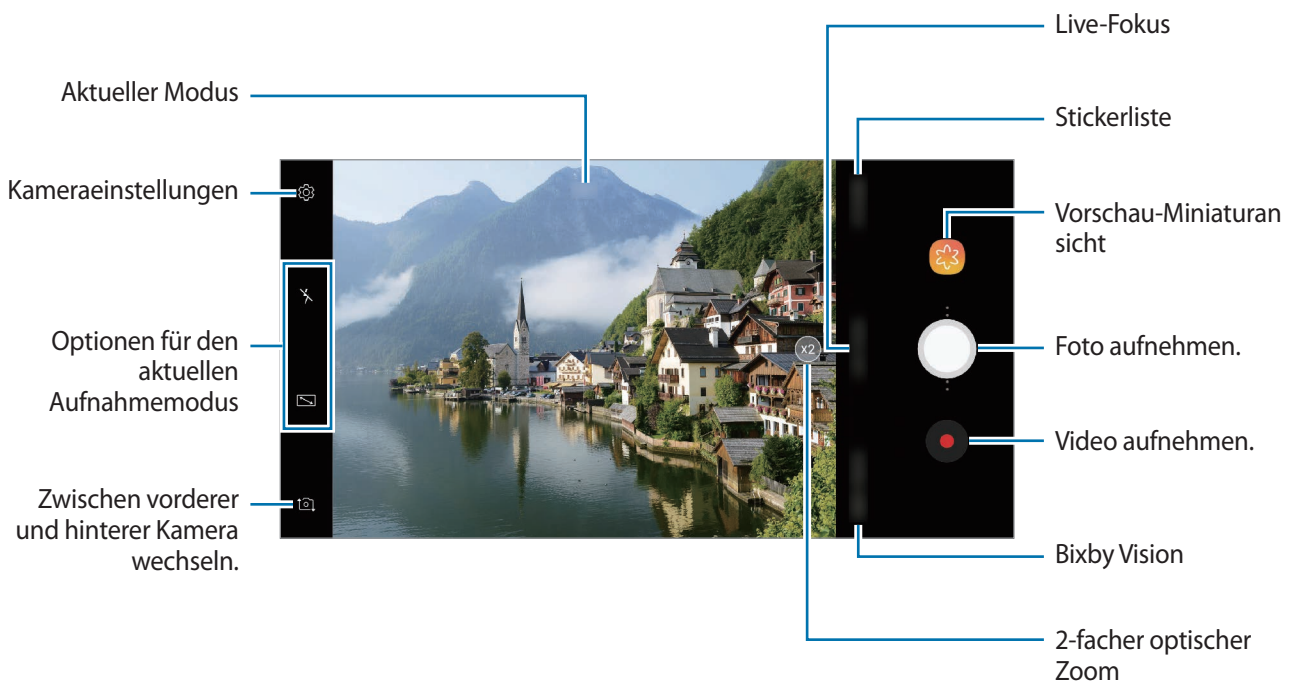 Live-Fokus
Aktueller Modus
Stickerliste
Kameraeinstellungen
Vorschau-Miniaturan
sicht
Optionen für den
aktuellen
Aufnahmemodus
x2
Foto aufnehmen.
Video aufnehmen.
Zwischen vorderer
und hinterer Kamera
wechseln.
Bixby Vision
2-facher optischer
Zoom